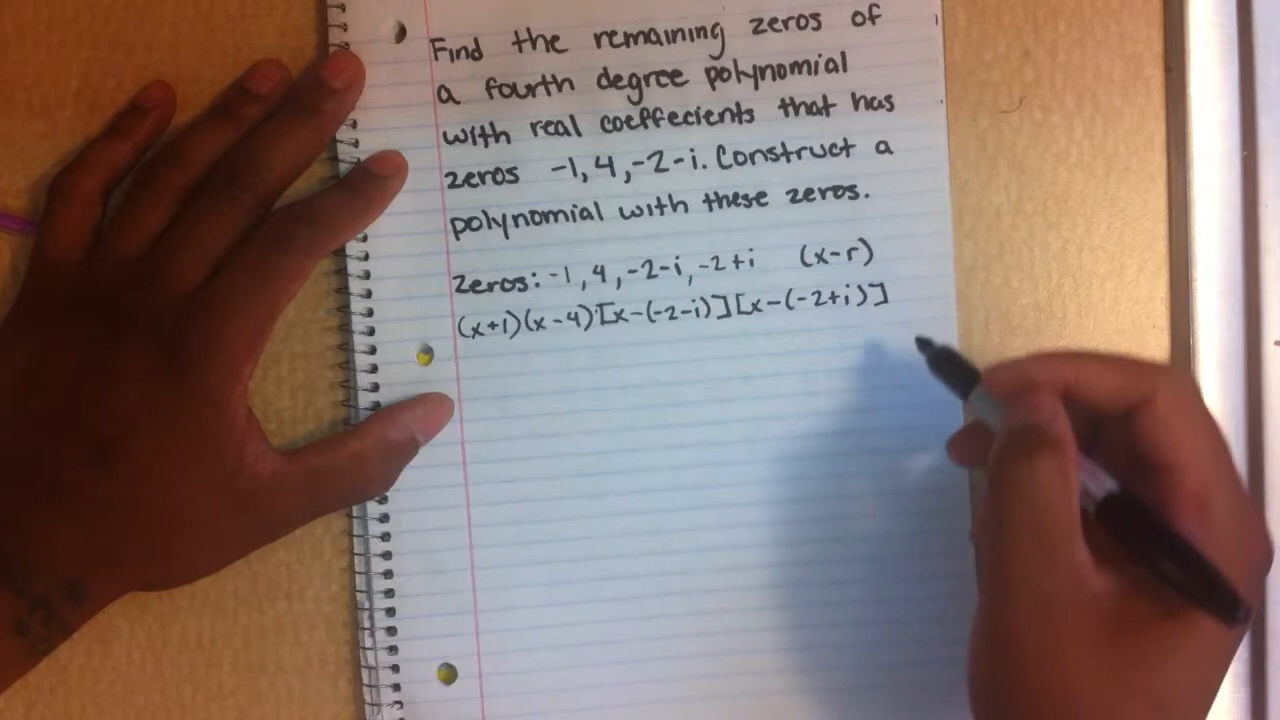 Find the remaining zeros of
a fourth degree polynomial
with real coeffecients that has
zeros -1, 4, -2-i. Construct a
polynomial with these zeros.
zeros: -1, 4, -2-i, -2+i (x-r)
(x+1)(x-4)[x-(-2-i)][x-(-2+i)]